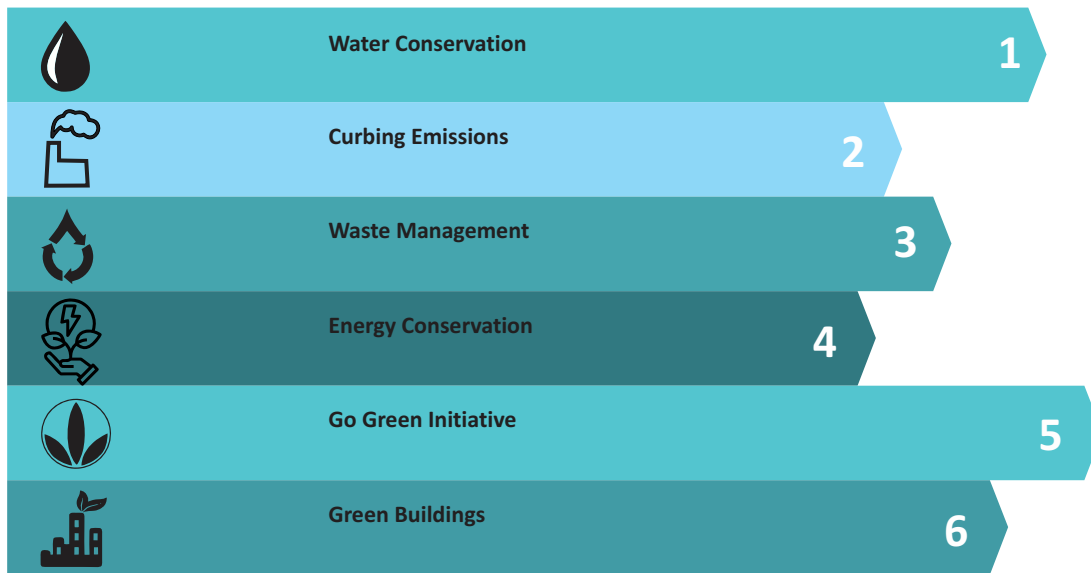 Water Conservation
1
Curbing Emissions
2
Waste Management
3
Energy Conservation
4
Go Green Initiative
5
Green Buildings
6